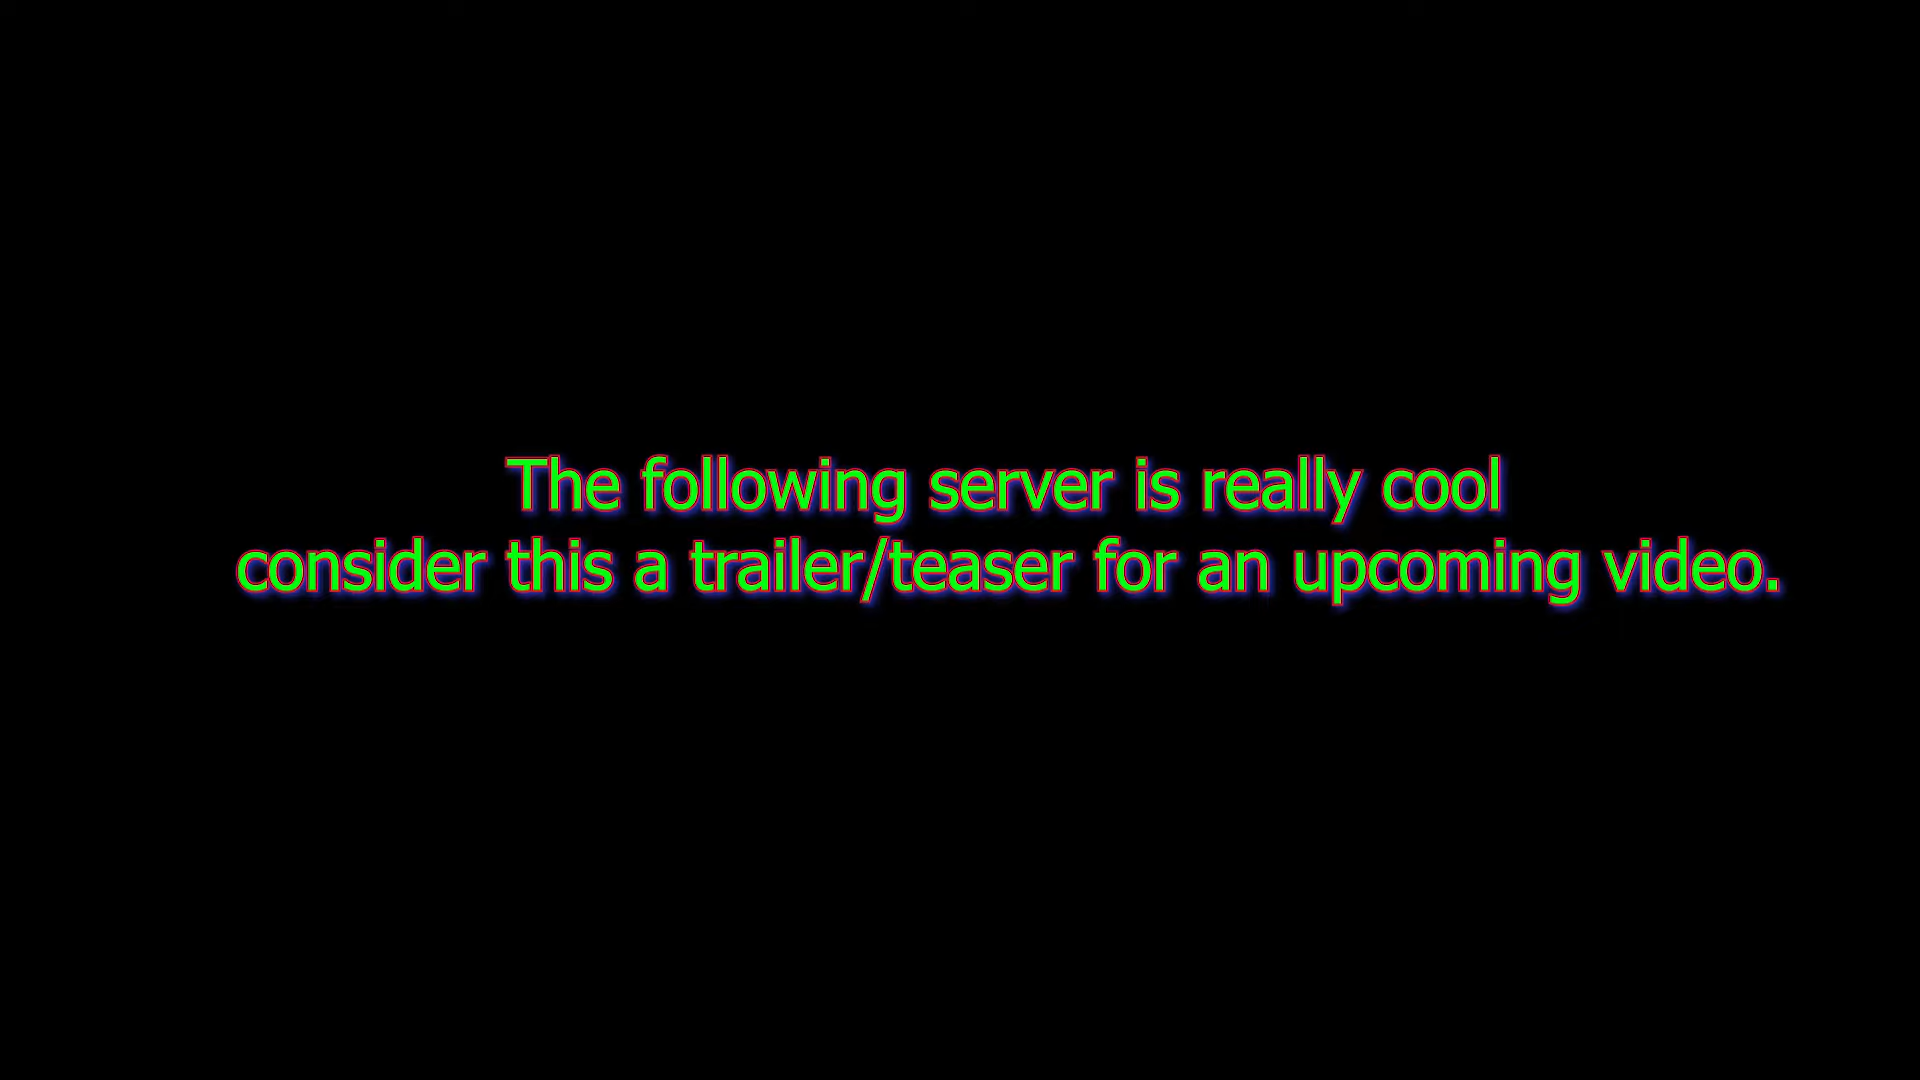 The following server is really cool
consider this a trailer/teaser for an upcoming video.